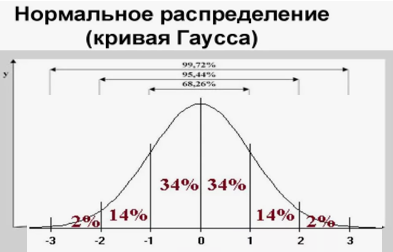 Нормальное распределение
(кривая Гаусса)
99,72%
y
95,44%
68,26%
34% 34%
2% 14% 14% 2%
-3 -2 -1 0 1 2 3